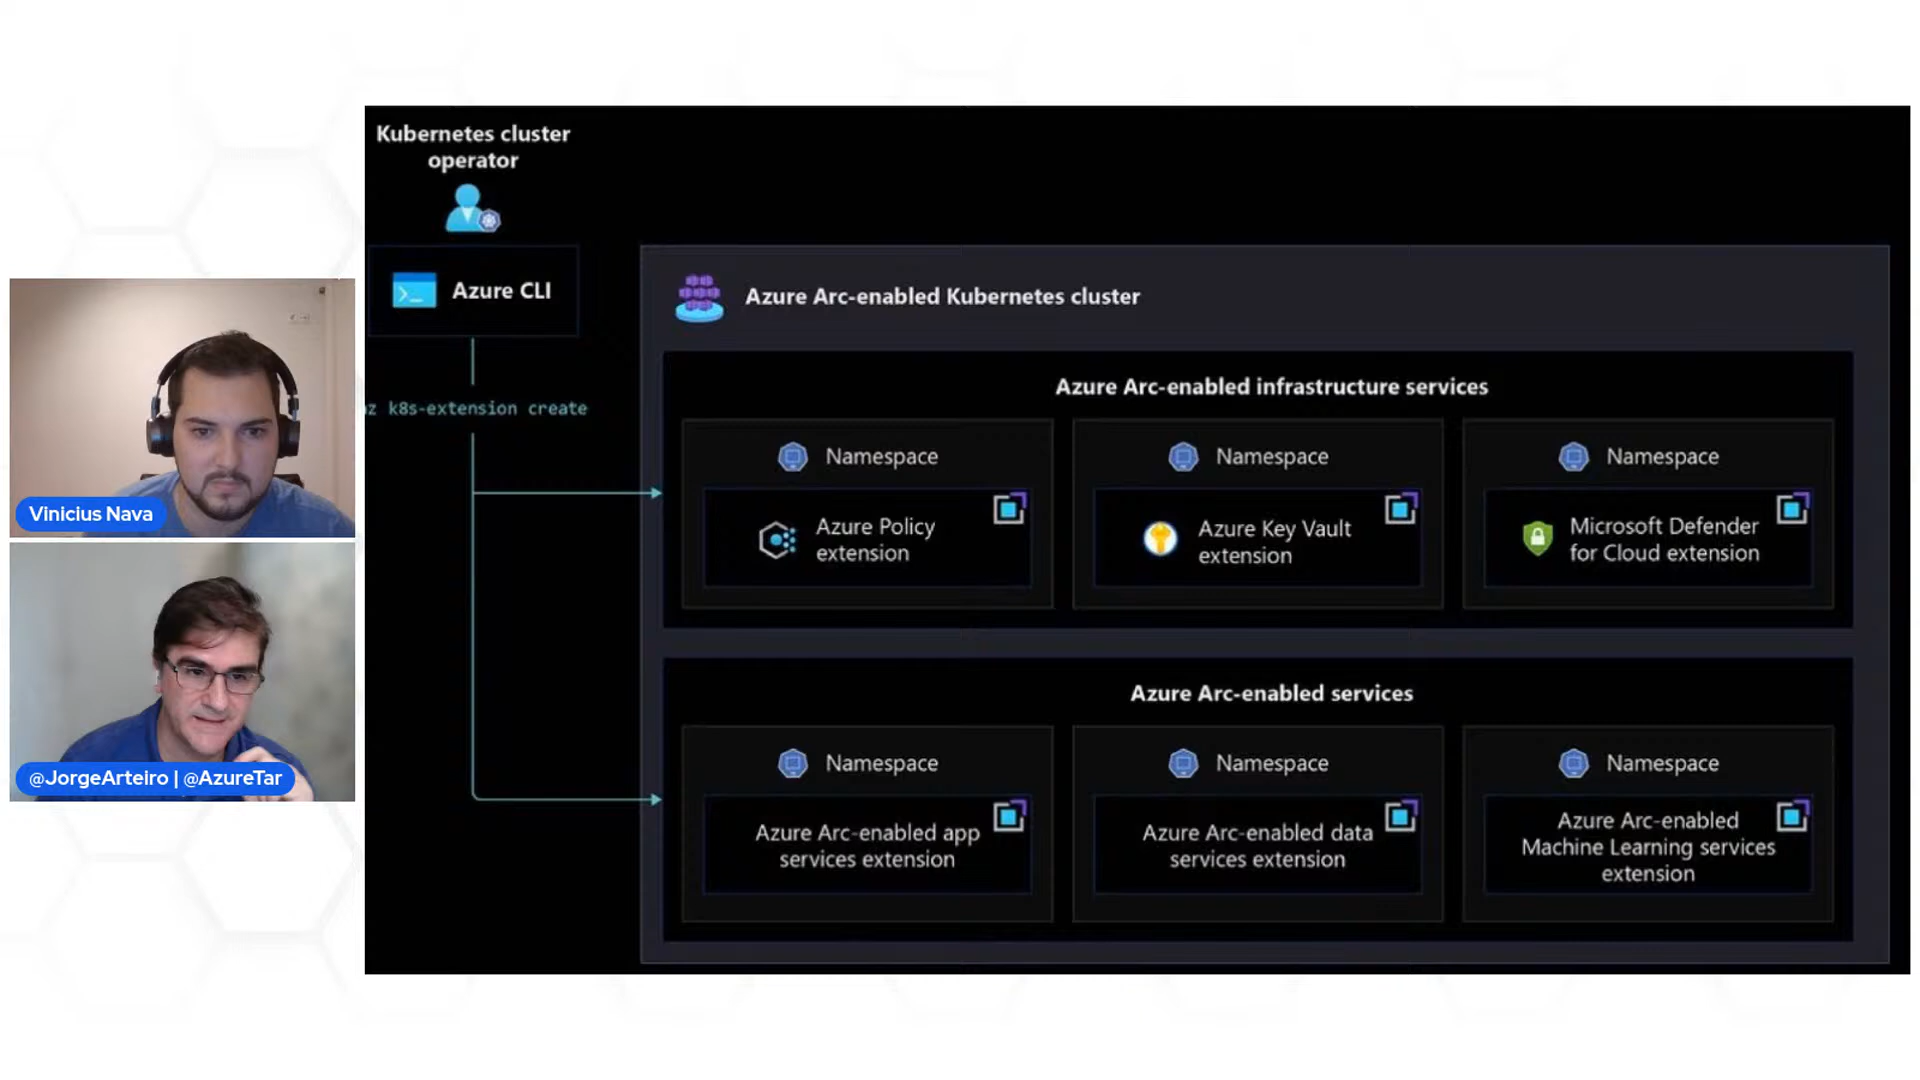 Kubernetes cluster
operator
Azure CLI
k8s-extension create
Azure Arc-enabled Kubernetes cluster
Azure Arc-enabled infrastructure services
Namespace
Azure Policy
extension
Namespace
Azure Key Vault
extension
Namespace
Microsoft Defender
for Cloud extension
Azure Arc-enabled services
Namespace
Azure Arc-enabled app
services extension
Namespace
Azure Arc-enabled data
services extension
Namespace
Azure Arc-enabled
Machine Learning services
extension
Vinicius Nava
@JorgeArteiro | @AzureTar